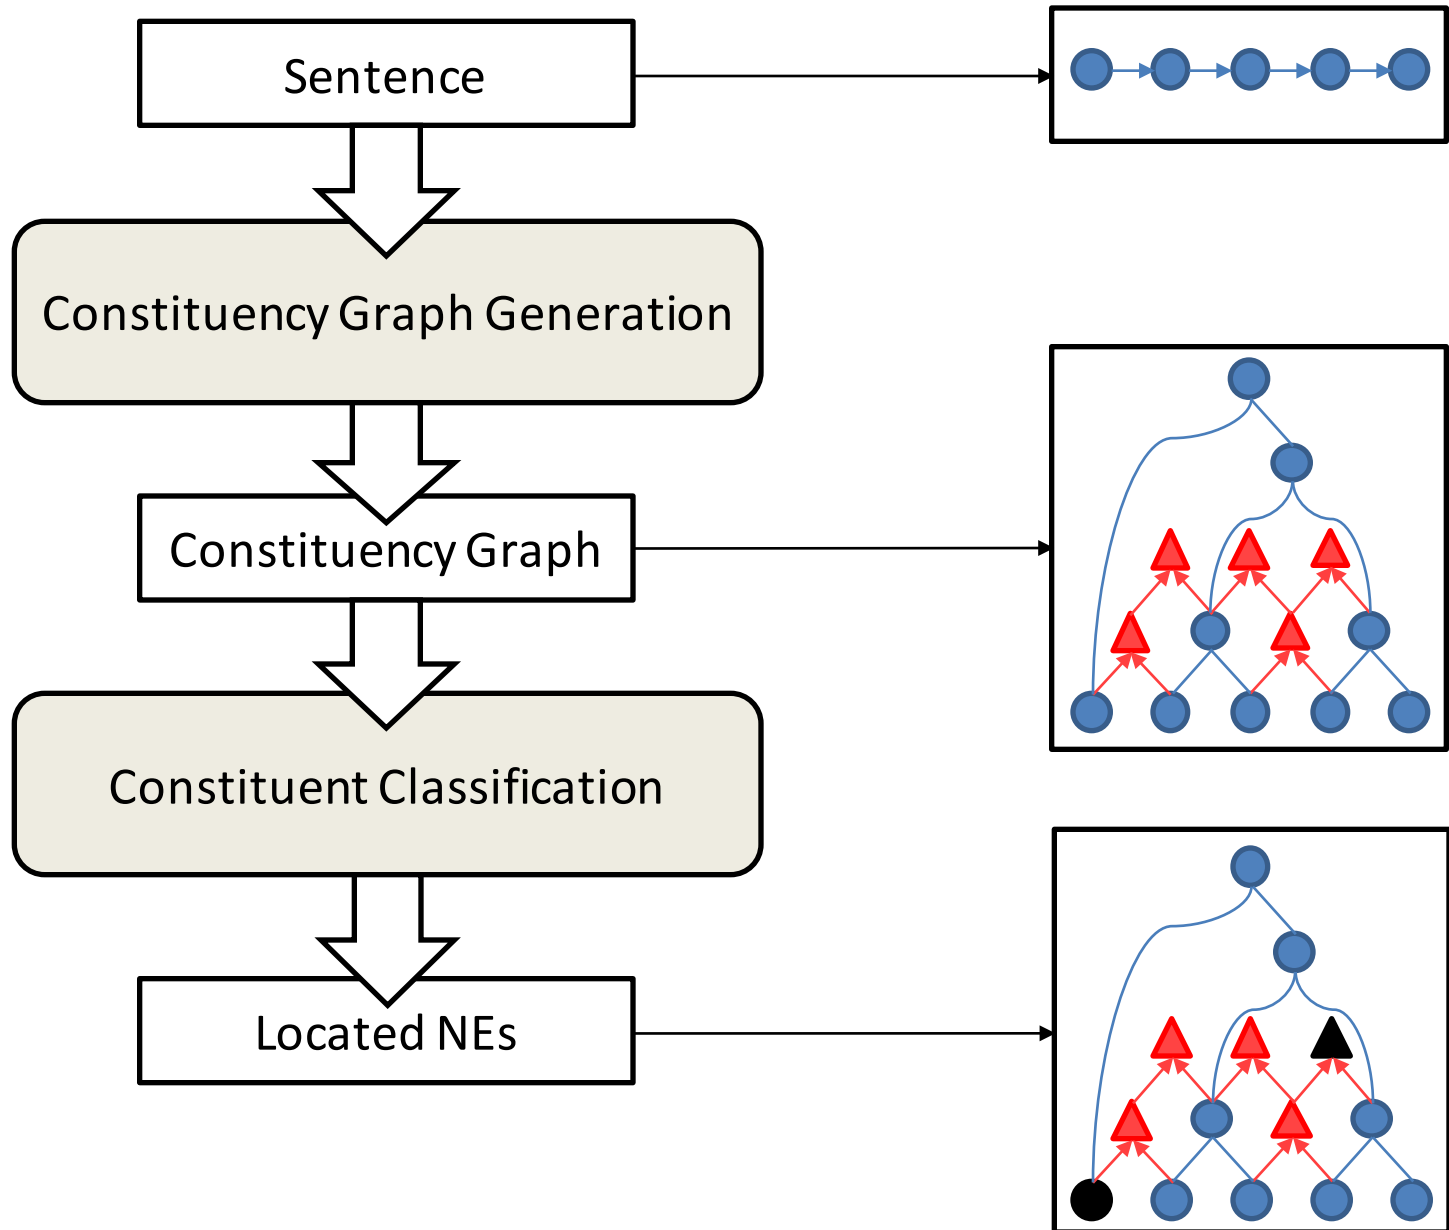 Sentence
Constituency Graph Generation
Constituency Graph
Constituent Classification
Located NEs